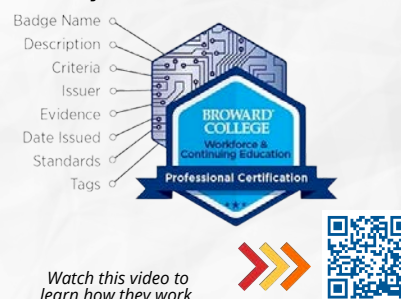 Badge Name
Description
Criteria
Issuer
Evidence
Date Issued
Standards
Tags
BROWARD
COLLEGE
Workforce &
Continuing Education
Professional Certification
Watch this video to
learn how they work